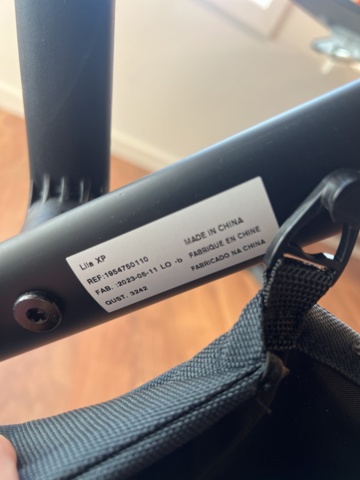 Lila XP
REF:1954750110
FAB. :2023-05-11 LO -b
QUST. 3242
MADE IN CHINA
FABRIQUE EN CHINE
FABRICADO NA CHINA